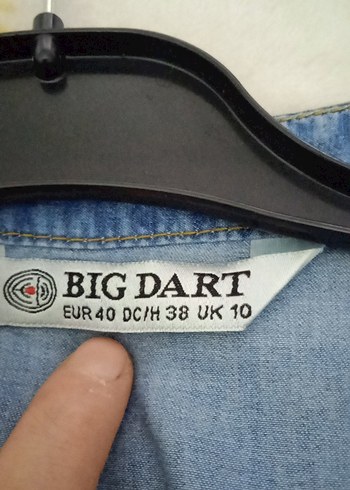 BIG DART
EUR 40 DC/H 38 UK 10